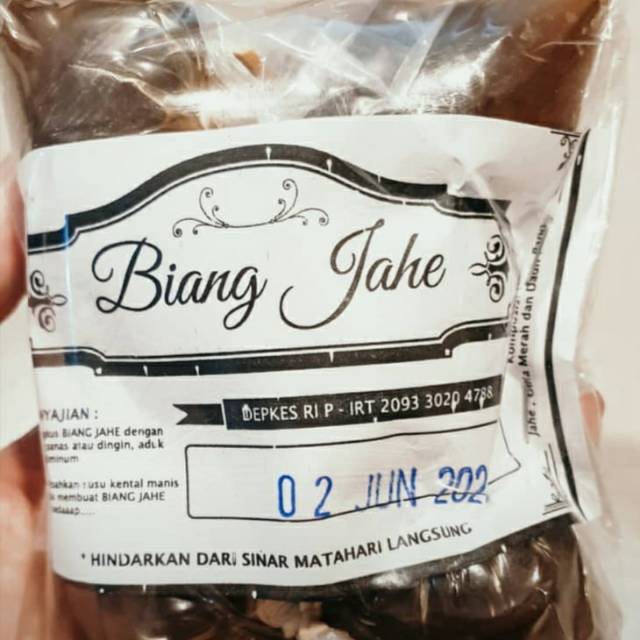 Biang Jahe
DEPKES RI P - IRT 2093 3020 4788
NYAJIAN :
BIANG JAHE dengan
panas atau dingin, aduk
02 JUN 202
susu kental manis
membuat BIANG JAHE
* HINDARKAN DARI SINAR MATAHARI LANGSUNG
Jahe, Gula Merah dan Daun